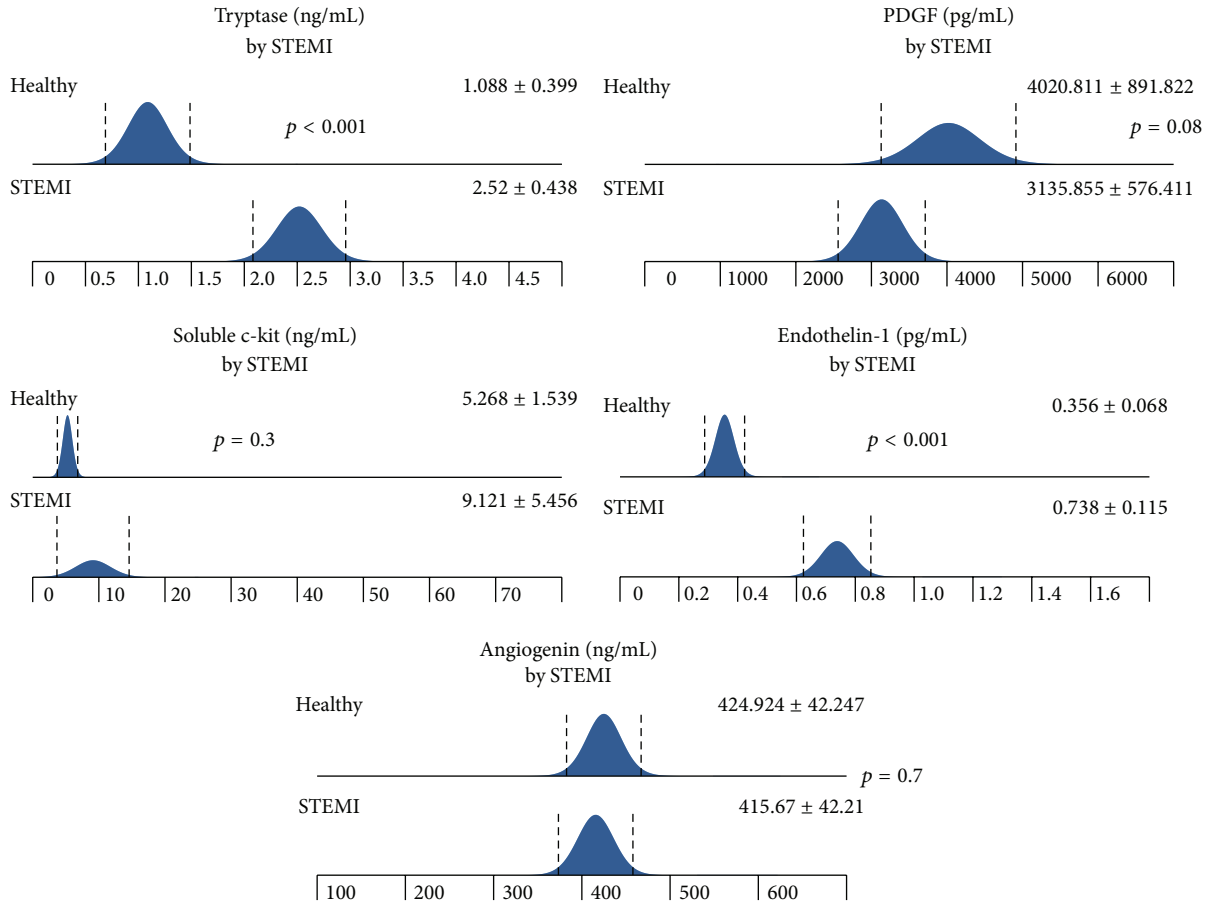 Tryptase (ng/mL)
by STEMI
Healthy
1.088 ± 0.399
p < 0.001
STEMI
2.52 ± 0.438
0 0.5 1.0 1.5 2.0 2.5 3.0 3.5 4.0 4.5
PDGF (pg/mL)
by STEMI
Healthy
4020.811 ± 891.822
p = 0.08
STEMI
3135.855 ± 576.411
0 1000 2000 3000 4000 5000 6000
Soluble c-kit (ng/mL)
by STEMI
Healthy
5.268 ± 1.539
p = 0.3
STEMI
9.121 ± 5.456
0 10 20 30 40 50 60 70
Endothelin-1 (pg/mL)
by STEMI
Healthy
0.356 ± 0.068
p < 0.001
STEMI
0.738 ± 0.115
0 0.2 0.4 0.6 0.8 1.0 1.2 1.4 1.6
Angiogenin (ng/mL)
by STEMI
Healthy
424.924 ± 42.247
p = 0.7
STEMI
415.67 ± 42.21
100 200 300 400 500 600